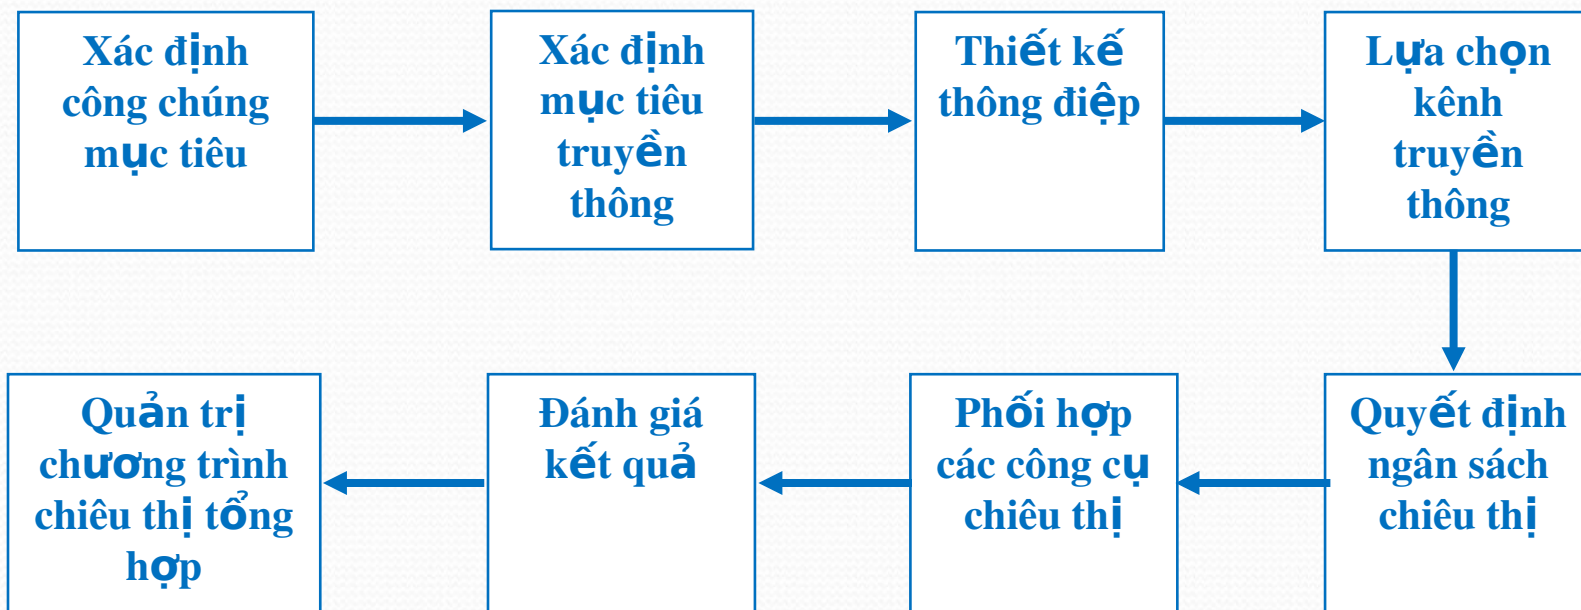 Xác định
công chúng
mục tiêu
Xác định
mục tiêu
truyền
thông
Thiết kế
thông điệp
Lựa chọn
kênh
truyền
thông
Quản trị
chương trình
chiêu thị tổng
hợp
Đánh giá
kết quả
Phối hợp
các công cụ
chiêu thị
Quyết định
ngân sách
chiêu thị